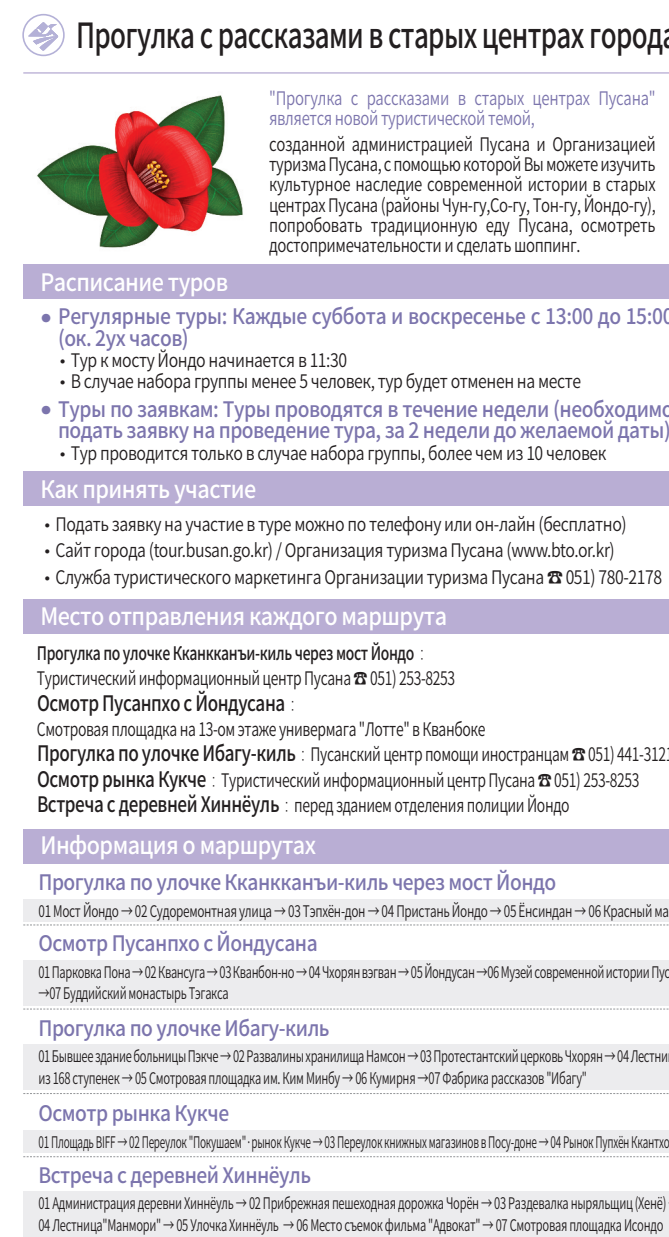 Прогулка с рассказами в старых центрах города
"Прогулка с рассказами в старых центрах Пусана"
является новой туристической темой,
созданной администрацией Пусана и Организацией
туризма Пусана, с помощью которой Вы можете изучить
культурное наследие современной истории в старых
центрах Пусана (районы Чун-гу,Со-гу, Тон-гу, Йондо-гу),
попробовать традиционную еду Пусана, осмотреть
достопримечательности и сделать шоппинг.
Расписание туров
● Регулярные туры: Каждые суббота и воскресенье с 13:00 до 15:00
(ок. 2ух часов)
• Тур к мосту Йондо начинается в 11:30
• В случае набора группы менее 5 человек, тур будет отменен на месте
● Туры по заявкам: Туры проводятся в течение недели (необходимо
подать заявку на проведение тура, за 2 недели до желаемой даты)
• Тур проводится только в случае набора группы, более чем из 10 человек
Как принять участие
• Подать заявку на участие в туре можно по телефону или он-лайн (бесплатно)
• Сайт города (tour.busan.go.kr) / Организация туризма Пусана (www.bto.or.kr)
• Служба туристического маркетинга Организации туризма Пусана ☎ 051) 780-2178
Место отправления каждого маршрута
Прогулка по улочке Кканкканъи-киль через мост Йондо :
Туристический информационный центр Пусана ☎ 051) 253-8253
Осмотр Пусанпхо с Йондусана :
Смотровая площадка на 13-ом этаже универмага "Лотте" в Кванбоке
Прогулка по улочке Ибагу-киль : Пусанский центр помощи иностранцам ☎ 051) 441-3121
Осмотр рынка Кукче : Туристический информационный центр Пусана ☎ 051) 253-8253
Встреча с деревней Хиннёуль : перед зданием отделения полиции Йондо
Информация о маршрутах
Прогулка по улочке Кканкканъи-киль через мост Йондо
01 Мост Йондо → 02 Судоремонтная улица → 03 Тэпхён-дон → 04 Пристань Йондо → 05 Ёнсиндан → 06 Красный ма
Осмотр Пусанпхо с Йондусана
01 Парковка Пона → 02 Квансуга → 03 Кванбон-но → 04 Чхорян вэгван → 05 Йондусан →06 Музей современной истории Пус
→07 Буддийский монастырь Тэгакса
Прогулка по улочке Ибагу-киль
01 Бывшее здание больницы Пэкче → 02 Развалины хранилища Намсон → 03 Протестантский церковь Чхорян → 04 Лестни
из 168 ступенек → 05 Смотровая площадка им. Ким Минбу → 06 Кумирня →07 Фабрика рассказов "Ибагу"
Осмотр рынка Кукче
01 Площадь BIFF → 02 Переулок "Покушаем" · рынок Кукче → 03 Переулок книжных магазинов в Посу-доне → 04 Рынок Пупхён Ккантхо
Встреча с деревней Хиннёуль
01 Администрация деревни Хиннёуль → 02 Прибрежная пешеходная дорожка Чорён → 03 Раздевалка ныряльщиц (Хенё)
04 Лестница"Манмори" → 05 Улочка Хиннёуль → 06 Место съемок фильма "Адвокат" → 07 Смотровая площадка Исондо